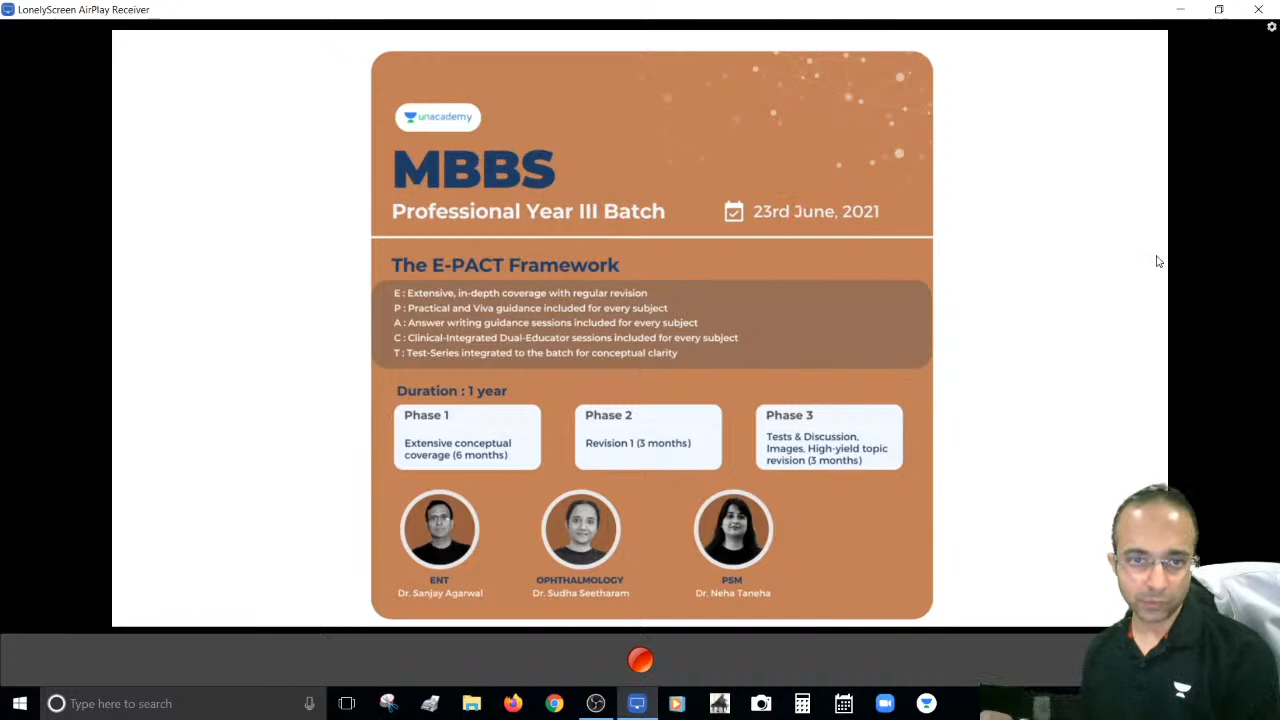 LonelyScreen AirPlay Receiver
unacademy
MBBS
Professional Year III Batch
23rd June, 2021
The E-PACT Framework
E : Extensive, in-depth coverage with regular revision
P : Practical and Viva guidance included for every subject
A : Answer writing guidance sessions included for every subject
C : Clinical-Integrated Dual-Educator sessions included for every subject
T : Test-Series integrated to the batch for conceptual clarity
Duration : 1 year
Phase 1
Extensive conceptual
coverage (6 months)
Phase 2
Revision 1 (3 months)
Phase 3
Tests & Discussion,
Images, High-yield topic
revision (3 months)
ENT
Dr. Sanjay Agarwal
OPHTHALMOLOGY
Dr. Sudha Seetharam
PSM
Dr. Neha Taneha
Type here to search